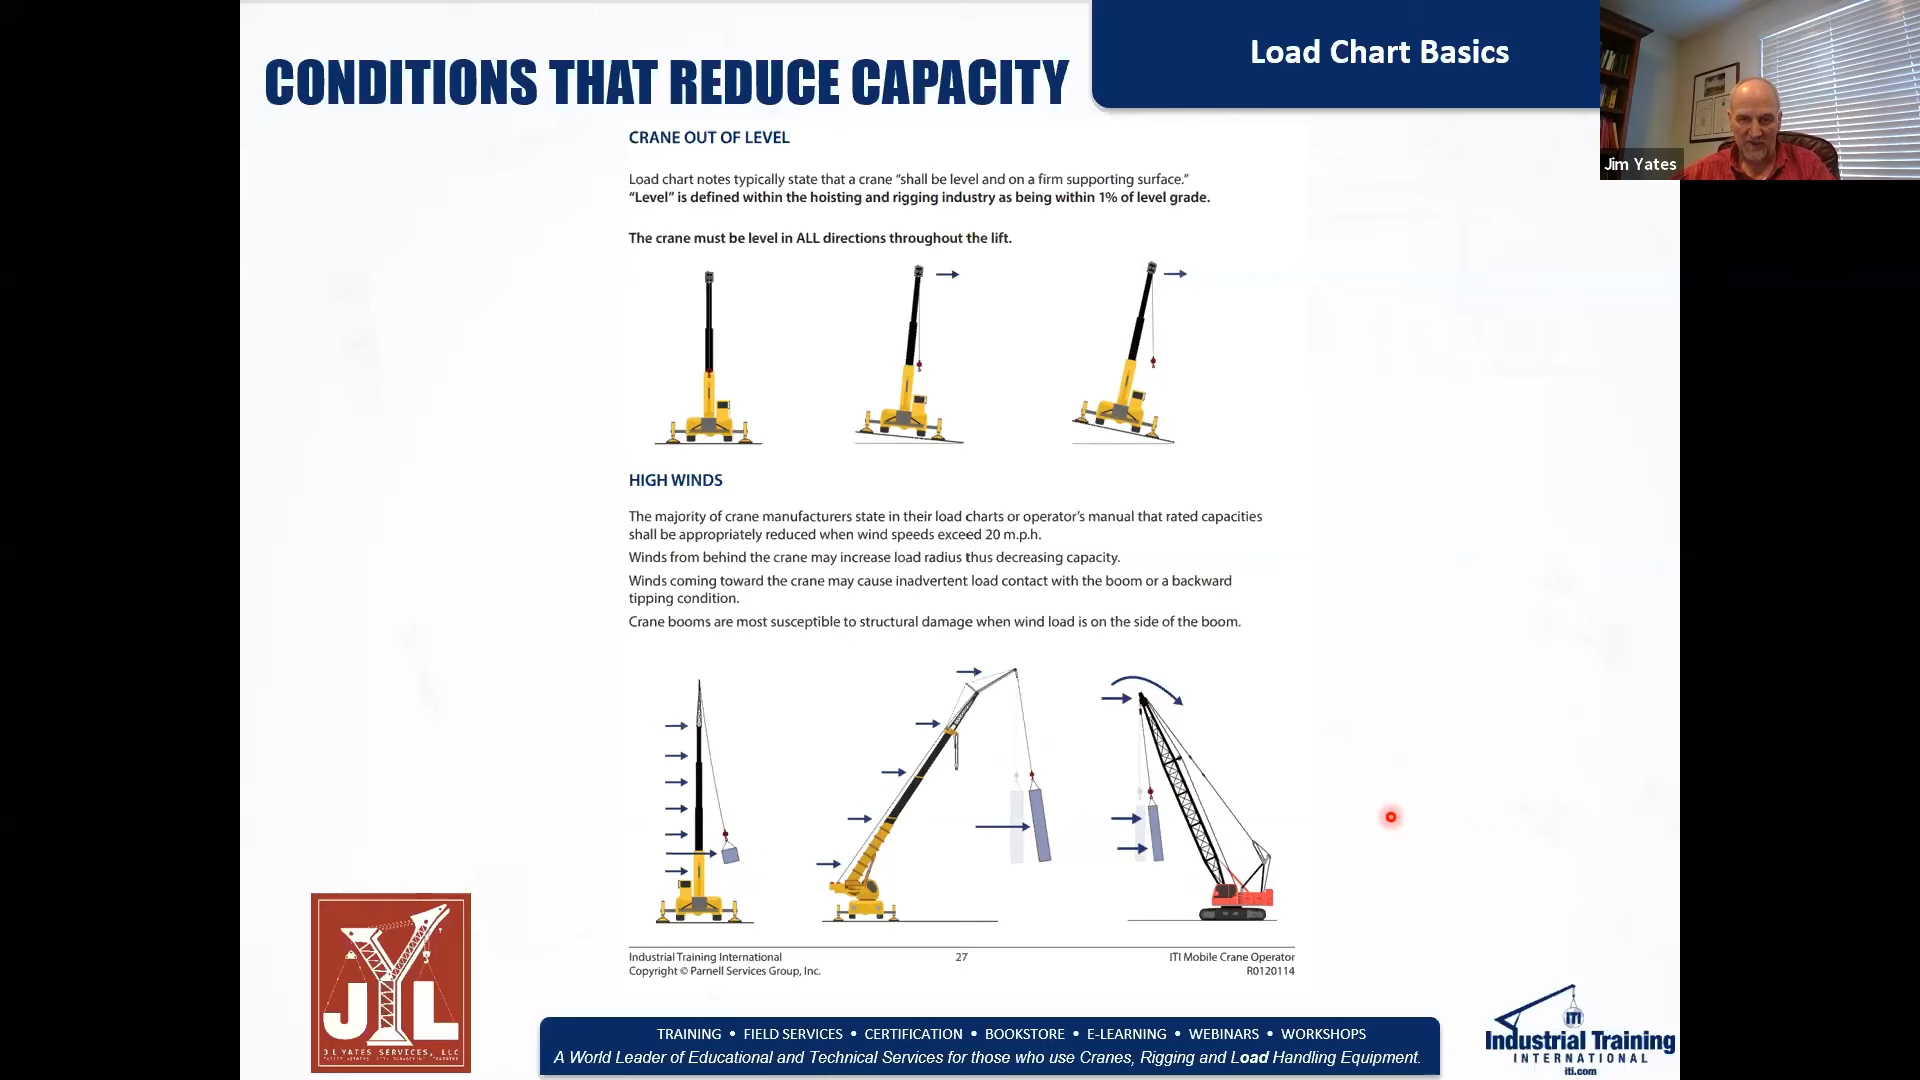 CONDITIONS THAT REDUCE CAPACITY
Load Chart Basics
Jim Yates
CRANE OUT OF LEVEL
Load chart notes typically state that a crane “shall be level and on a firm supporting surface.”
“Level” is defined within the hoisting and rigging industry as being within 1% of level grade.
The crane must be level in ALL directions throughout the lift.
HIGH WINDS
The majority of crane manufacturers state in their load charts or operator’s manual that rated capacities
shall be appropriately reduced when wind speeds exceed 20 m.p.h.
Winds from behind the crane may increase load radius thus decreasing capacity.
Winds coming toward the crane may cause inadvertent load contact with the boom or a backward
tipping condition.
Crane booms are most susceptible to structural damage when wind load is on the side of the boom.
Industrial Training International
Copyright © Parnell Services Group, Inc.
27
ITI Mobile Crane Operator
R0120114
JYL
J L YATES SERVICES, LLC
TRAINING • FIELD SERVICES • CERTIFICATION • BOOKSTORE • E-LEARNING • WEBINARS • WORKSHOPS
A World Leader of Educational and Technical Services for those who use Cranes, Rigging and Load Handling Equipment.
ITI
Industrial Training
INTERNATIONAL
iti.com